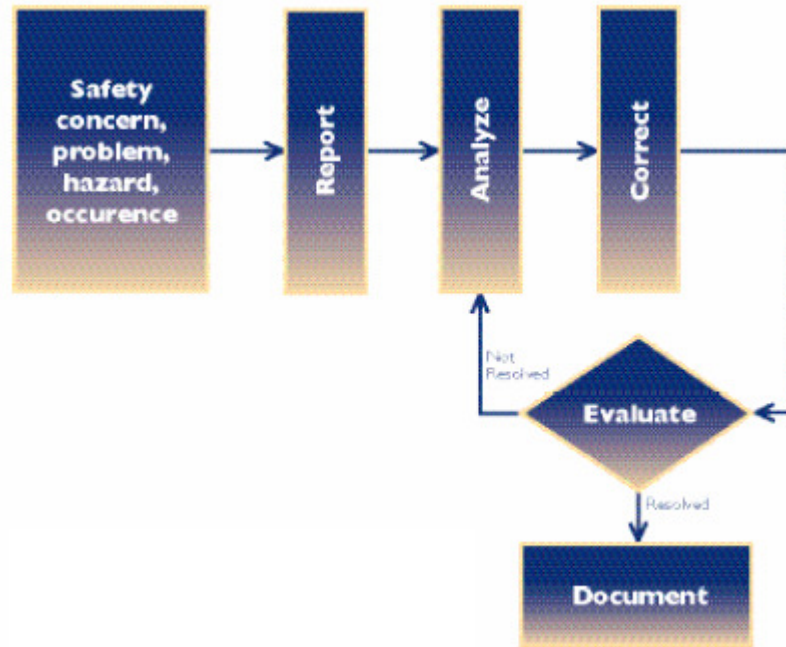 Safety
concern,
problem,
hazard,
occurence
Report
Analyze
Correct
Not
Resolved
Evaluate
Resolved
Document